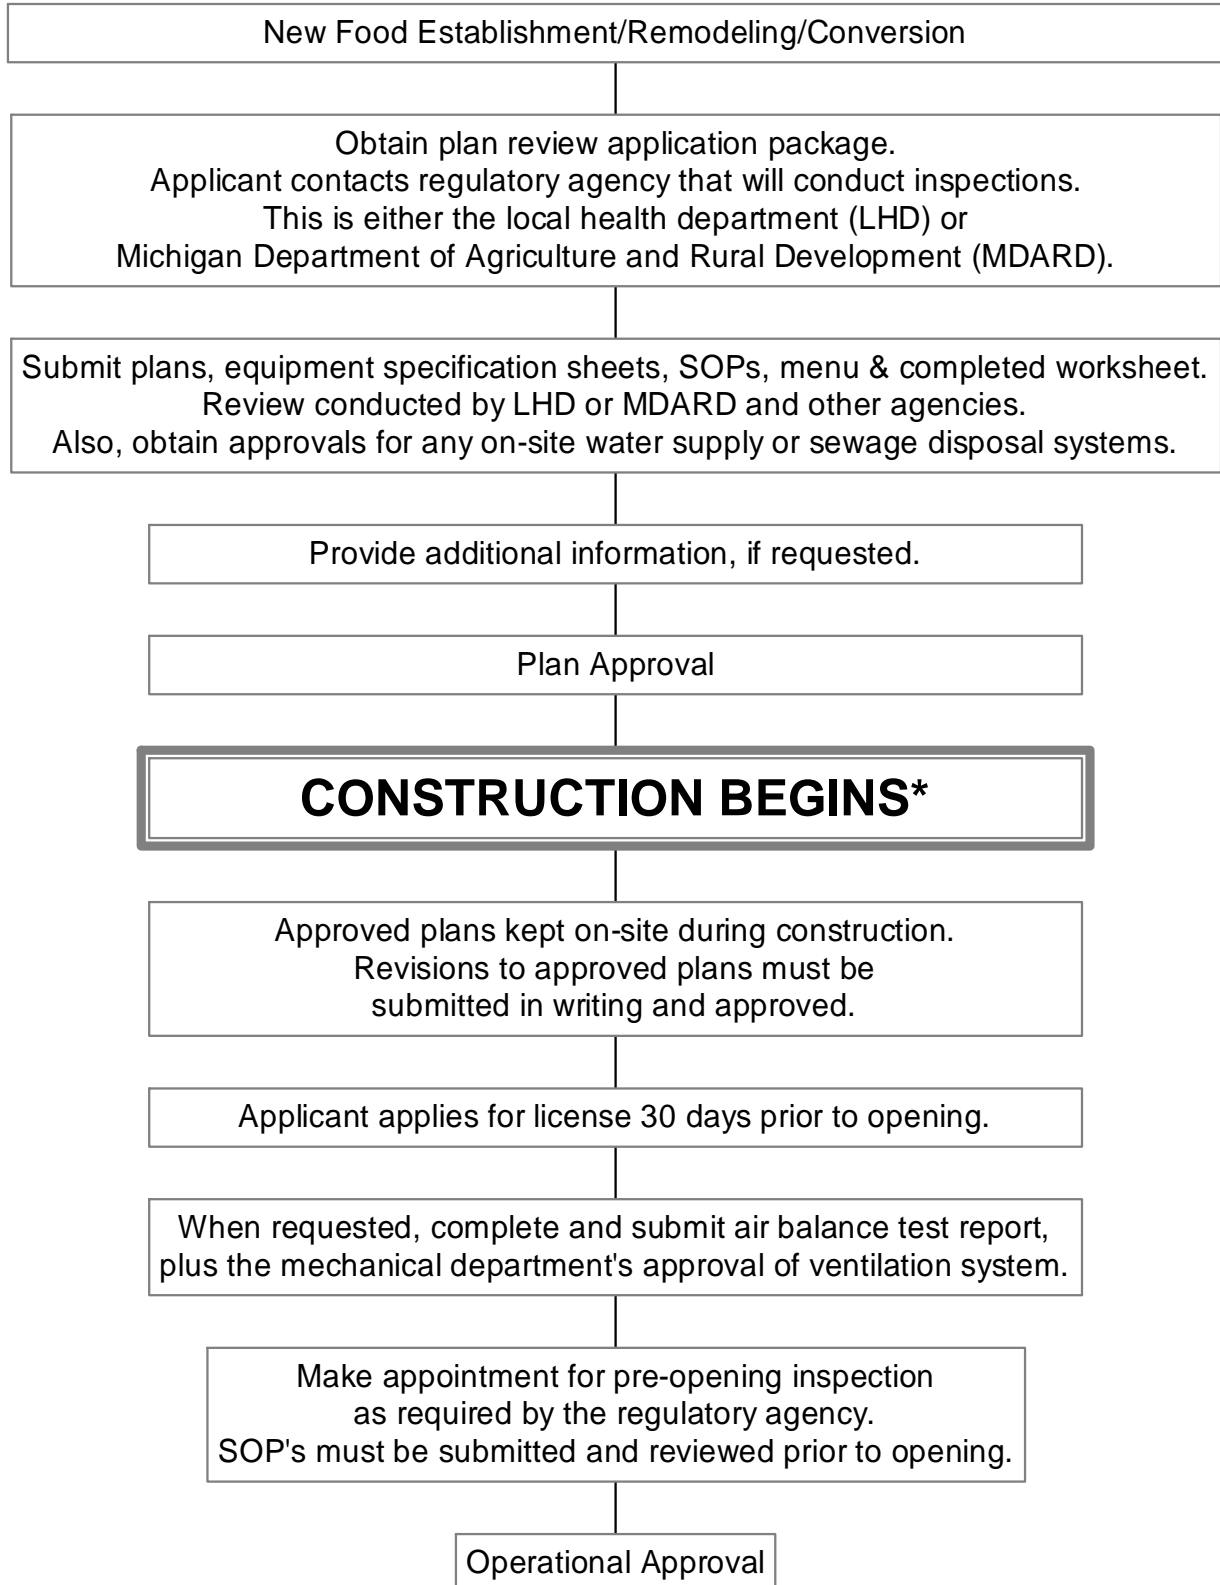 New Food Establishment/Remodeling/Conversion
Obtain plan review application package.
Applicant contacts regulatory agency that will conduct inspections.
This is either the local health department (LHD) or
Michigan Department of Agriculture and Rural Development (MDARD).
Submit plans, equipment specification sheets, SOPs, menu & completed worksheet.
Review conducted by LHD or MDARD and other agencies.
Also, obtain approvals for any on-site water supply or sewage disposal systems.
Provide additional information, if requested.
Plan Approval
CONSTRUCTION BEGINS*
Approved plans kept on-site during construction.
Revisions to approved plans must be
submitted in writing and approved.
Applicant applies for license 30 days prior to opening.
When requested, complete and submit air balance test report,
plus the mechanical department's approval of ventilation system.
Make appointment for pre-opening inspection
as required by the regulatory agency.
SOP's must be submitted and reviewed prior to opening.
Operational Approval